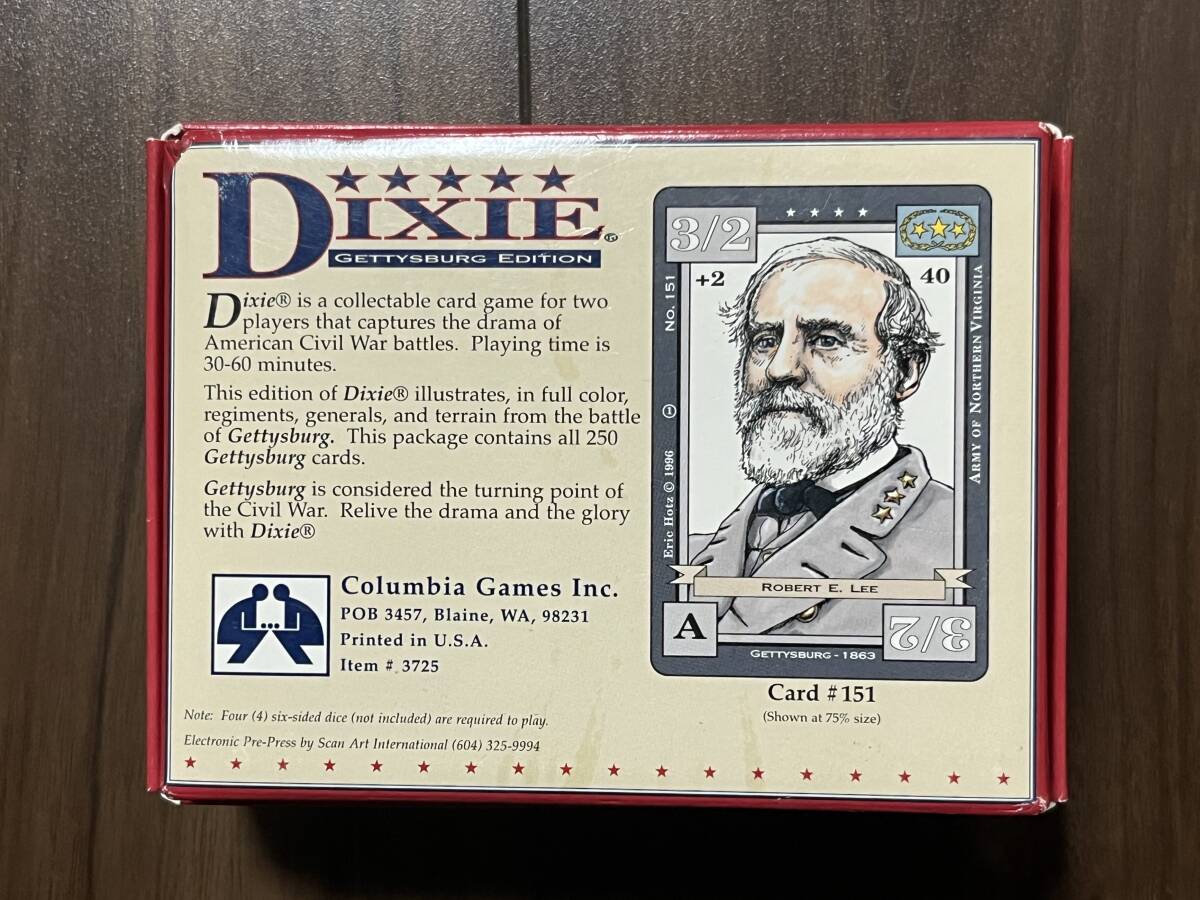 DIXIE®
GETTYSBURG EDITION
Dixie® is a collectable card game for two
players that captures the drama of
American Civil War battles. Playing time is
30-60 minutes.
This edition of Dixie® illustrates, in full color,
regiments, generals, and terrain from the battle
of Gettysburg. This package contains all 250
Gettysburg cards.
Gettysburg is considered the turning point of
the Civil War. Relive the drama and the glory
with Dixie®
Columbia Games Inc.
POB 3457, Blaine, WA, 98231
Printed in U.S.A.
Item # 3725
Note: Four (4) six-sided dice (not included) are required to play.
Electronic Pre-Press by Scan Art International (604) 325-9994
3/2
+2
40
No. 151
1
Eric Hotz © 1996
ARMY OF NORTHERN VIRGINIA
ROBERT E. LEE
A
3/2
GETTYSBURG - 1863
Card #151
(Shown at 75% size)